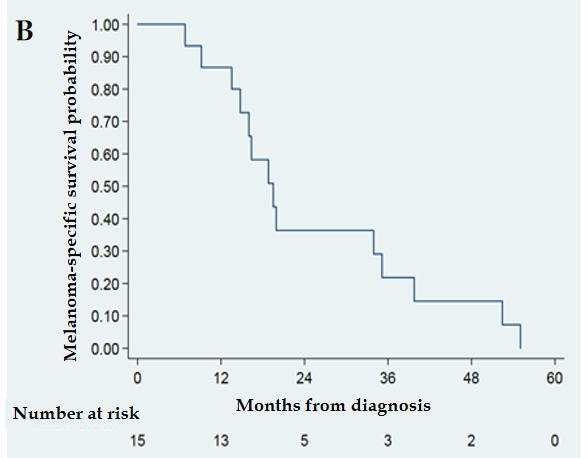 B
Melanoma-specific survival probability
1.00
0.90
0.80
0.70
0.60
0.50
0.40
0.30
0.20
0.10
0.00
0 12 24 36 48 60
Months from diagnosis
Number at risk
15 13 5 3 2 0